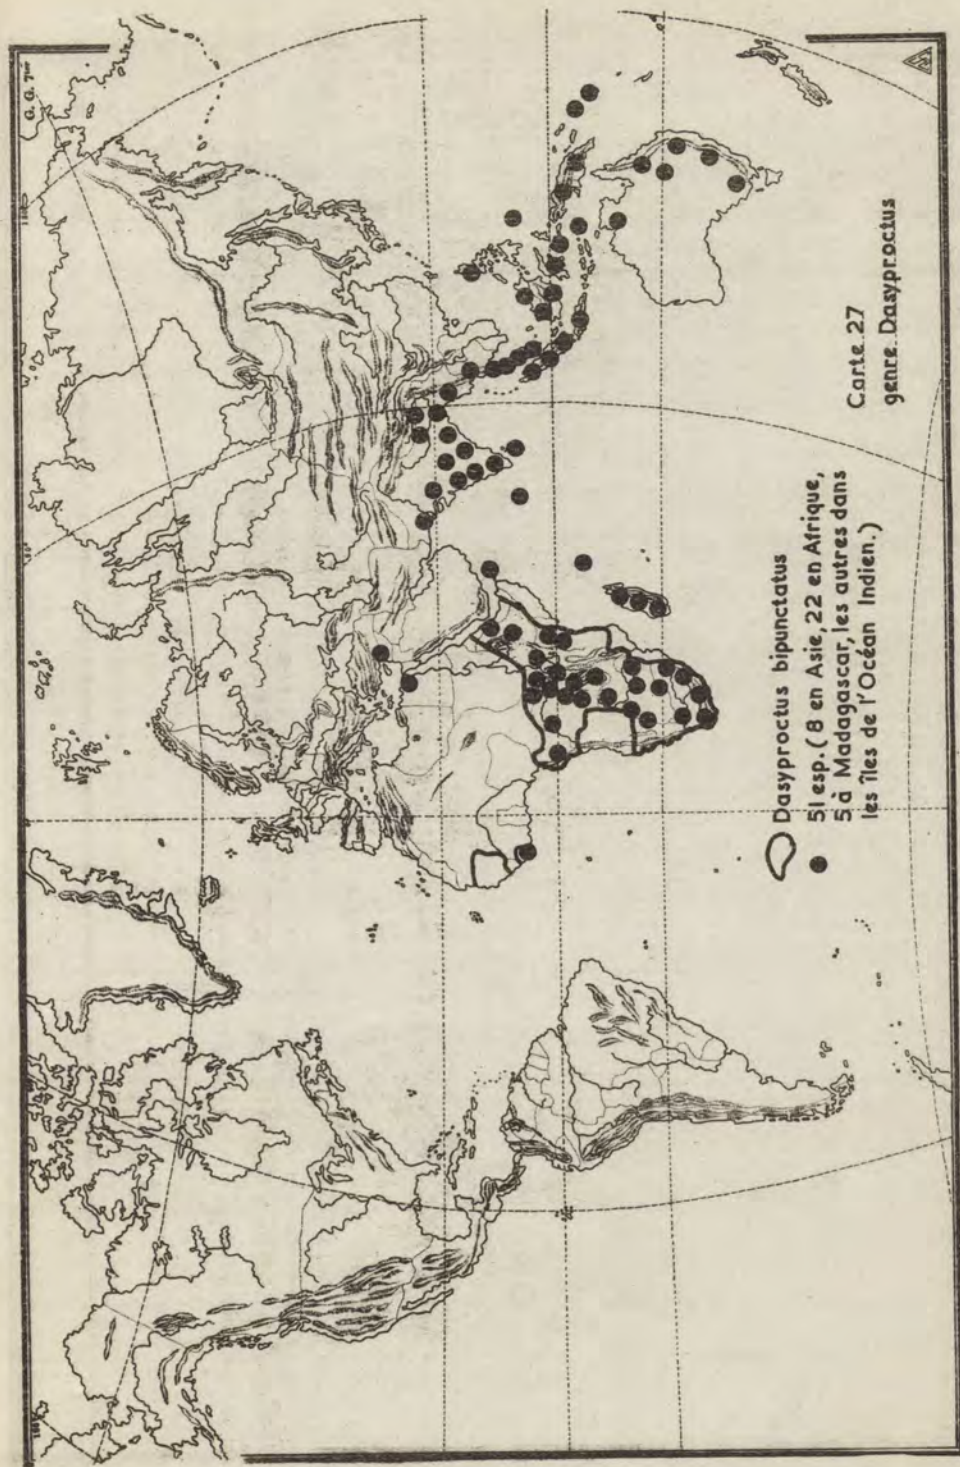 G. G. 7
Carte 27
genre Dasyproctus
Dasyproctus bipunctatus
51 esp. ( 8 en Asie, 22 en Afrique,
5 à Madagascar, les autres dans
les îles de l'Océan Indien.)